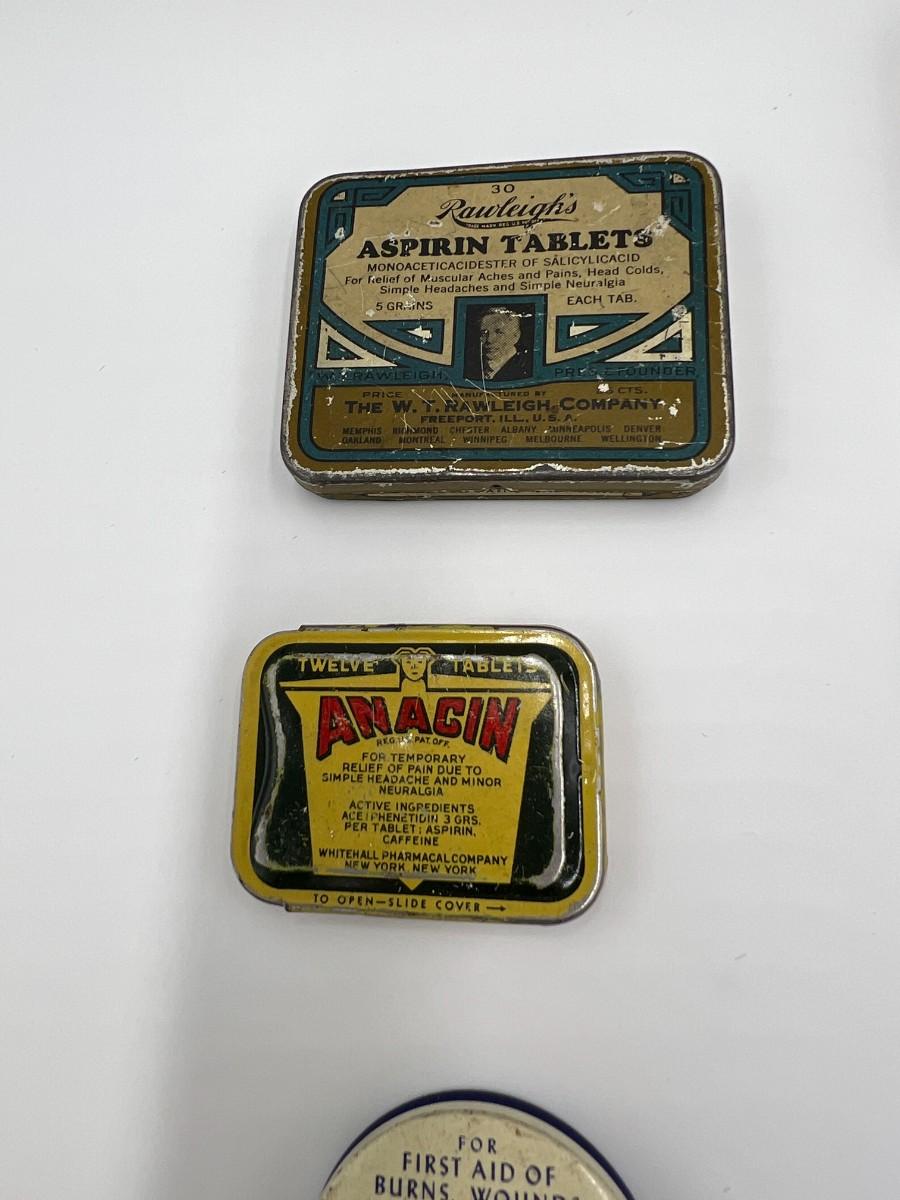 30
Rawleigh's
ASPIRIN TABLETS
MONOACETICACIDESTER OF SALICYLICACID
For Relief of Muscular Aches and Pains, Head Colds,
Simple Headaches and Simple Neuralgia
5 GRAINS EACH TAB.
W.T. RAWLEIGH, PRES. & FOUNDER
PRICE MANUFACTURED BY CTS.
THE W. T. RAWLEIGH COMPANY
FREEPORT, ILL., U. S. A.
MEMPHIS RICHMOND CHESTER ALBANY MINNEAPOLIS DENVER
OAKLAND MONTREAL WINNIPEG MELBOURNE WELLINGTON
TWELVE TABLETS
ANACIN
REG. U.S. PAT. OFF.
FOR TEMPORARY
RELIEF OF PAIN DUE TO
SIMPLE HEADACHE AND MINOR
NEURALGIA
ACTIVE INGREDIENTS
ACETPHENETIDIN 3 GRS.
PER TABLET; ASPIRIN,
CAFFEINE
WHITEHALL PHARMACAL COMPANY
NEW YORK, NEW YORK
TO OPEN—SLIDE COVER →
FOR
FIRST AID OF
BURNS, WOUNDS